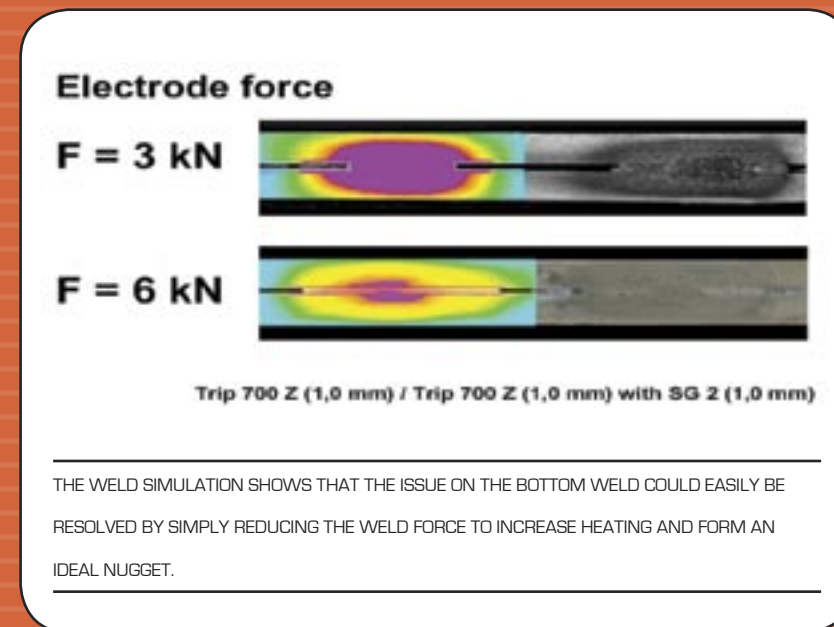 Electrode force
F = 3 kN
F = 6 kN
Trip 700 Z (1,0 mm) / Trip 700 Z (1,0 mm) with SG 2 (1,0 mm)
THE WELD SIMULATION SHOWS THAT THE ISSUE ON THE BOTTOM WELD COULD EASILY BE
RESOLVED BY SIMPLY REDUCING THE WELD FORCE TO INCREASE HEATING AND FORM AN
IDEAL NUGGET.